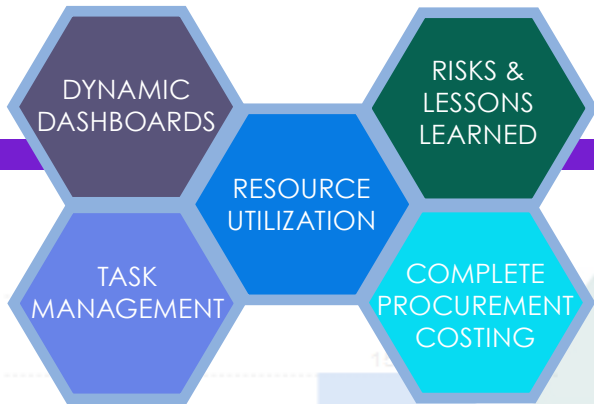 DYNAMIC
DASHBOARDS
RISKS &
LESSONS
LEARNED
RESOURCE
UTILIZATION
TASK
MANAGEMENT
COMPLETE
PROCUREMENT
COSTING